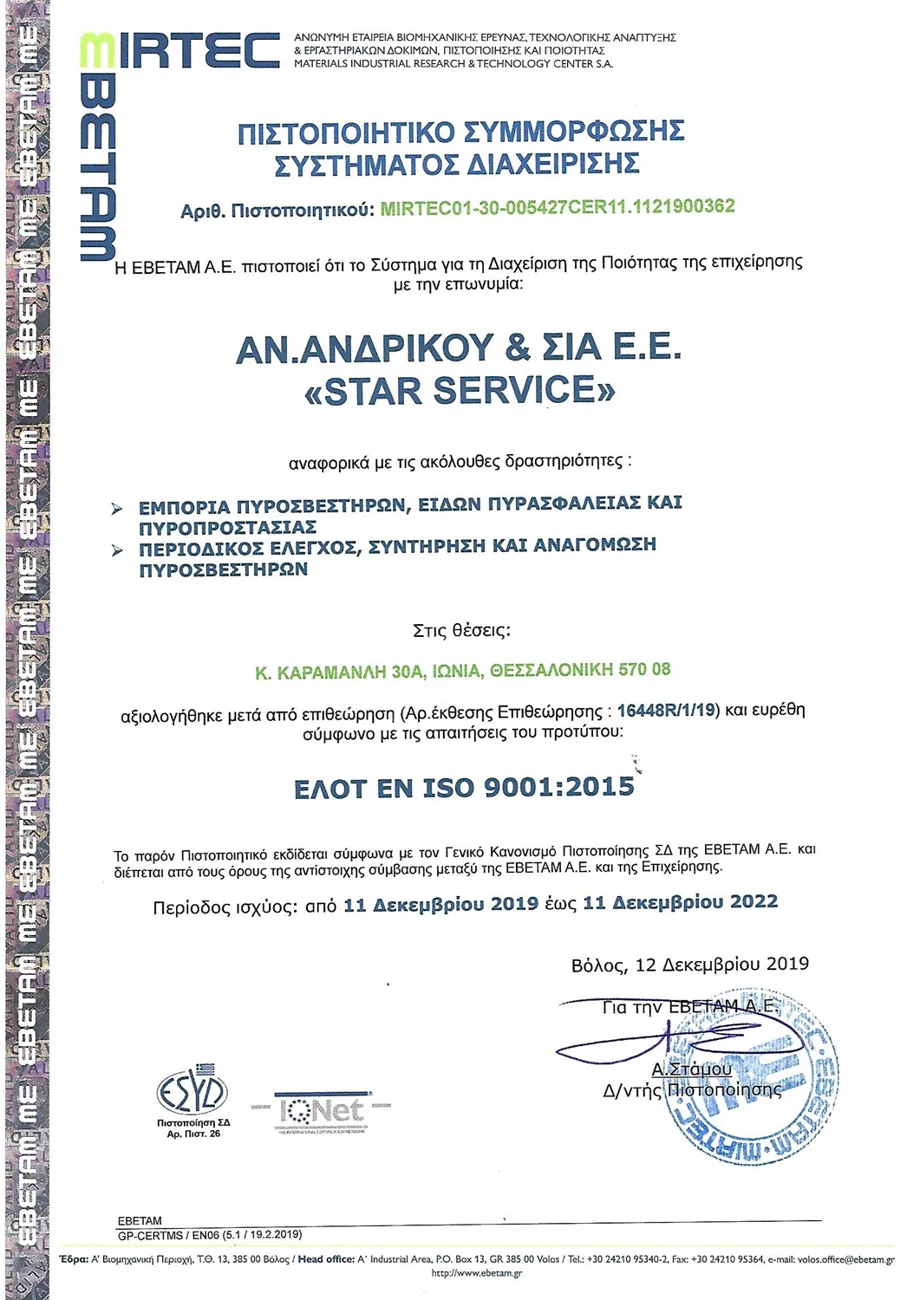 MIRTEC
ΕΒΕΤΑΜ
ΑΝΩΝΥΜΗ ΕΤΑΙΡΕΙΑ ΒΙΟΜΗΧΑΝΙΚΗΣ ΕΡΕΥΝΑΣ, ΤΕΧΝΟΛΟΓΙΚΗΣ ΑΝΑΠΤΥΞΗΣ
& ΕΡΓΑΣΤΗΡΙΑΚΩΝ ΔΟΚΙΜΩΝ, ΠΙΣΤΟΠΟΙΗΣΗΣ ΚΑΙ ΠΟΙΟΤΗΤΑΣ
MATERIALS INDUSTRIAL RESEARCH & TECHNOLOGY CENTER S.A.
ΠΙΣΤΟΠΟΙΗΤΙΚΟ ΣΥΜΜΟΡΦΩΣΗΣ
ΣΥΣΤΗΜΑΤΟΣ ΔΙΑΧΕΙΡΙΣΗΣ
Αριθ. Πιστοποιητικού: MIRTEC01-30-005427CER11.1121900362
Η ΕΒΕΤΑΜ Α.Ε. πιστοποιεί ότι το Σύστημα για τη Διαχείριση της Ποιότητας της επιχείρησης
με την επωνυμία:
ΑΝ.ΑΝΔΡΙΚΟΥ & ΣΙΑ Ε.Ε.
«STAR SERVICE»
αναφορικά με τις ακόλουθες δραστηριότητες :
➢ ΕΜΠΟΡΙΑ ΠΥΡΟΣΒΕΣΤΗΡΩΝ, ΕΙΔΩΝ ΠΥΡΑΣΦΑΛΕΙΑΣ ΚΑΙ
ΠΥΡΟΠΡΟΣΤΑΣΙΑΣ
➢ ΠΕΡΙΟΔΙΚΟΣ ΕΛΕΓΧΟΣ, ΣΥΝΤΗΡΗΣΗ ΚΑΙ ΑΝΑΓΟΜΩΣΗ
ΠΥΡΟΣΒΕΣΤΗΡΩΝ
Στις θέσεις:
Κ. ΚΑΡΑΜΑΝΛΗ 30Α, ΙΩΝΙΑ, ΘΕΣΣΑΛΟΝΙΚΗ 570 08
αξιολογήθηκε μετά από επιθεώρηση (Αρ.έκθεσης Επιθεώρησης : 16448R/1/19) και ευρέθη
σύμφωνο με τις απαιτήσεις του προτύπου:
ΕΛΟΤ ΕΝ ISO 9001:2015
Το παρόν Πιστοποιητικό εκδίδεται σύμφωνα με τον Γενικό Κανονισμό Πιστοποίησης ΣΔ της ΕΒΕΤΑΜ Α.Ε. και
διέπεται από τους όρους της αντίστοιχης σύμβασης μεταξύ της ΕΒΕΤΑΜ Α.Ε. και της Επιχείρησης.
Περίοδος ισχύος: από 11 Δεκεμβρίου 2019 έως 11 Δεκεμβρίου 2022
Βόλος, 12 Δεκεμβρίου 2019
Για την ΕΒΕΤΑΜ Α.Ε.
Α.Στάμου
Δ/ντής Πιστοποίησης
ΕΣΥΔ
Πιστοποίηση ΣΔ
Αρ. Πιστ. 26
IQNet
THE INTERNATIONAL CERTIFICATION NETWORK
ΕΒΕΤΑΜ
GP-CERTMS / EN06 (5.1 / 19.2.2019)
Έδρα: Α' Βιομηχανική Περιοχή, Τ.Θ. 13, 385 00 Βόλος / Head office: A' Industrial Area, P.O. Box 13, GR 385 00 Volos / Tel.: +30 24210 95340-2, Fax: +30 24210 95364, e-mail: volos.office@ebetam.gr
http://www.ebetam.gr